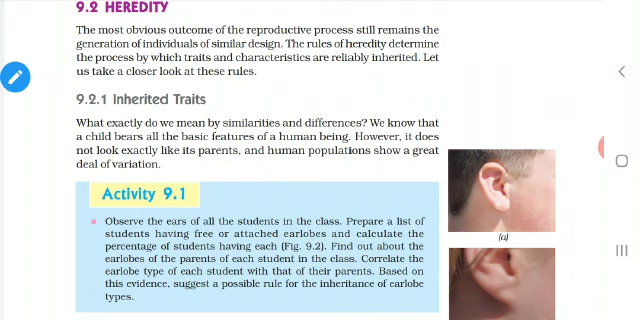 9.2 HEREDITY
The most obvious outcome of the reproductive process still remains the
generation of individuals of similar design. The rules of heredity determine
the process by which traits and characteristics are reliably inherited. Let
us take a closer look at these rules.
9.2.1 Inherited Traits
What exactly do we mean by similarities and differences? We know that
a child bears all the basic features of a human being. However, it does
not look exactly like its parents, and human populations show a great
deal of variation.
Activity 9.1
Observe the ears of all the students in the class. Prepare a list of
students having free or attached earlobes and calculate the
percentage of students having each (Fig. 9.2). Find out about the
earlobes of the parents of each student in the class. Correlate the
earlobe type of each student with that of their parents. Based on
this evidence, suggest a possible rule for the inheritance of earlobe
types.
(a)